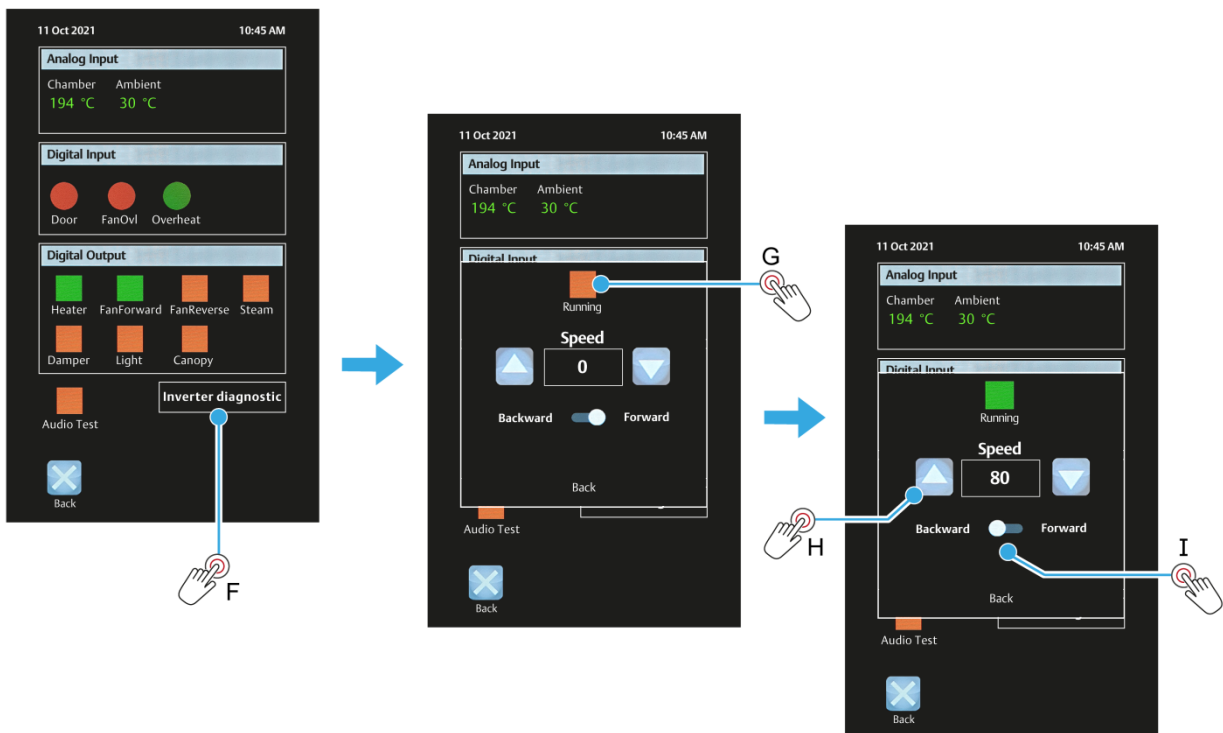 11 Oct 2021 10:45 AM
Analog Input
Chamber Ambient
194 °C 30 °C
Digital Input
Door FanOvl Overheat
Digital Output
Heater FanForward FanReverse Steam
Damper Light Canopy
Inverter diagnostic
Audio Test
Back
F
11 Oct 2021 10:45 AM
Analog Input
Chamber Ambient
194 °C 30 °C
Digital Input
Running
G
Speed
0
Backward Forward
Back
Audio Test
Back
11 Oct 2021 10:45 AM
Analog Input
Chamber Ambient
194 °C 30 °C
Digital Input
Running
Speed
80
H
Backward Forward
I
Back
Audio Test
Back